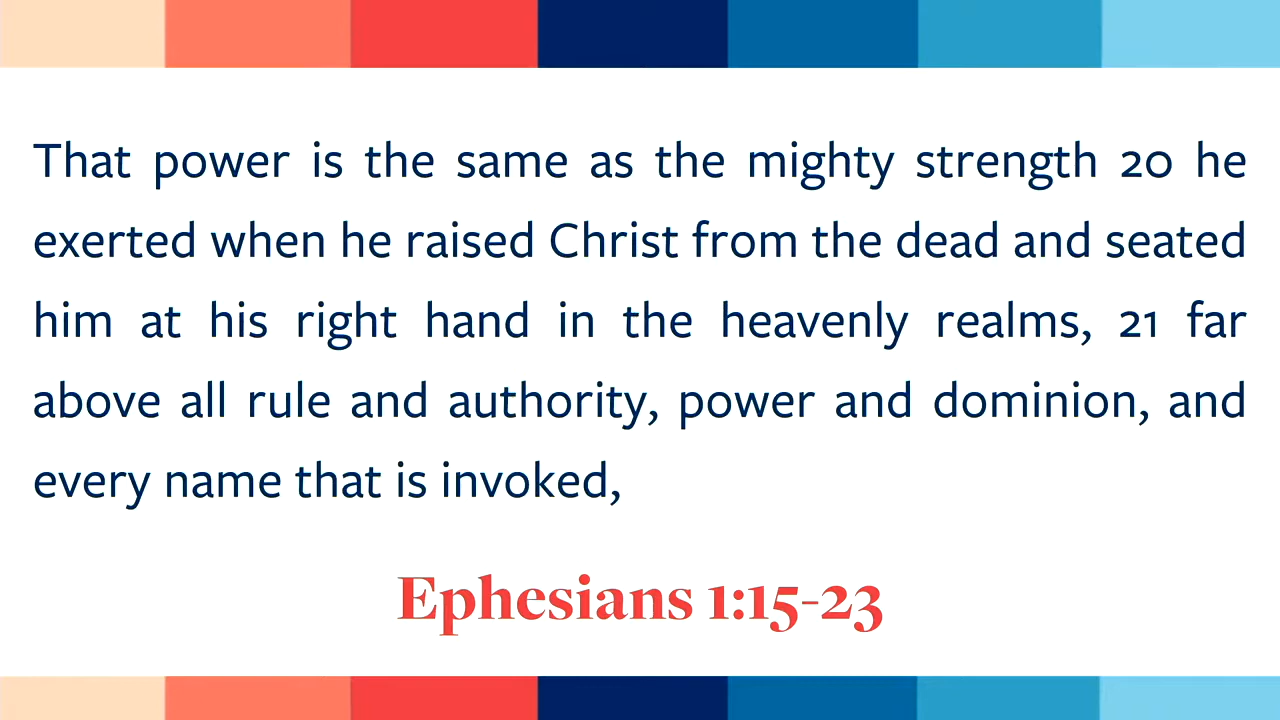 That power is the same as the mighty strength 20 he
exerted when he raised Christ from the dead and seated
him at his right hand in the heavenly realms, 21 far
above all rule and authority, power and dominion, and
every name that is invoked,
Ephesians 1:15-23